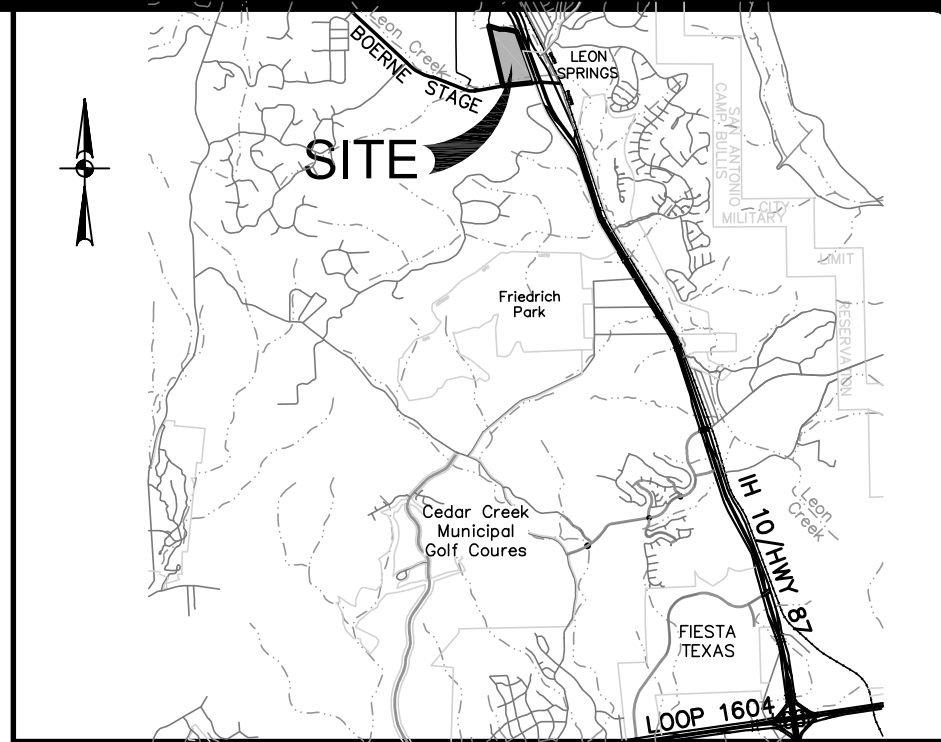 Leon Creek
BOERNE STAGE
LEON
SPRINGS
SITE
SAN ANTONIO
CAMP BULLIS
CITY
MILITARY
LIMIT
RESERVATION
Friedrich
Park
IH 10/HWY 87
Leon
Creek
Cedar Creek
Municipal
Golf Coures
FIESTA
TEXAS
LOOP 1604